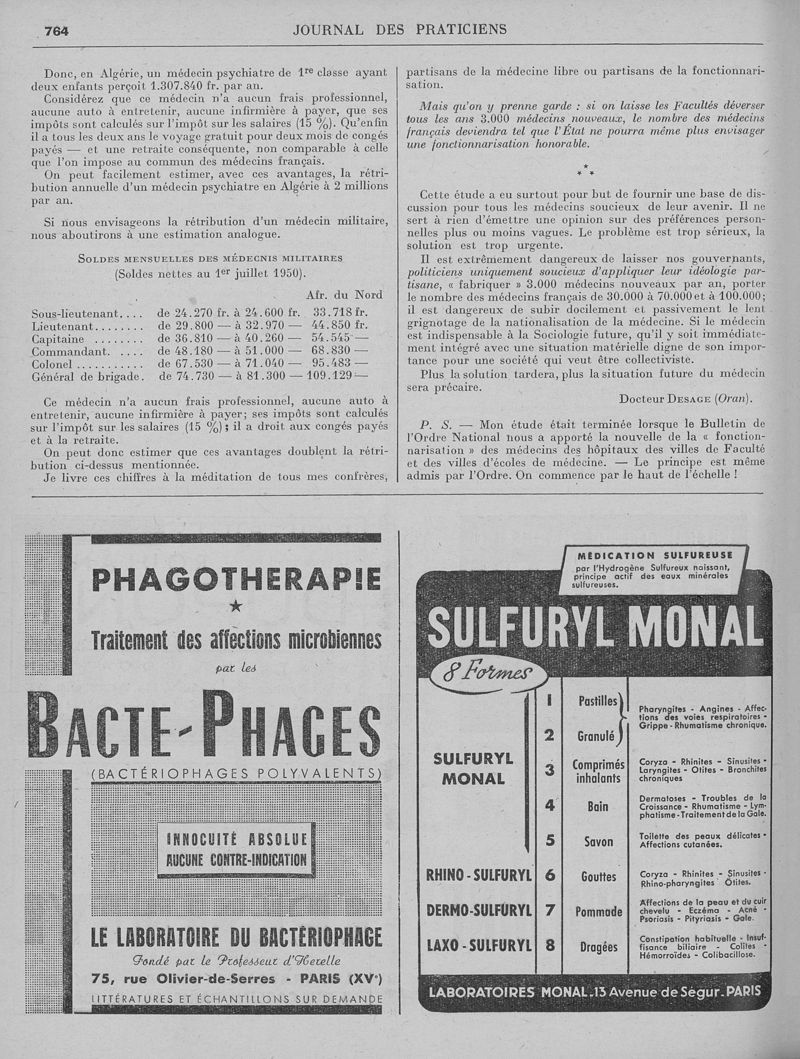 764
JOURNAL DES PRATICIENS
Donc, en Algérie, un médecin psychiatre de 1re classe ayant
deux enfants perçoit 1.307.840 fr. par an.
Considérez que ce médecin n'a aucun frais professionnel,
aucune auto à entretenir, aucune infirmière à payer, que ses
impôts sont calculés sur l'impôt sur les salaires (15 %). Qu'enfin
il a tous les deux ans le voyage gratuit pour deux mois de congés
payés — et une retraite conséquente, non comparable à celle
que l'on impose au commun des médecins français.
On peut facilement estimer, avec ces avantages, la rétri-
bution annuelle d'un médecin psychiatre en Algérie à 2 millions
par an.
Si nous envisageons la rétribution d'un médecin militaire,
nous aboutirons à une estimation analogue.
SOLDES MENSUELLES DES MÉDECNIS MILITAIRES
(Soldes nettes au 1er juillet 1950).
Afr. du Nord
Sous-lieutenant.... de 24.270 fr. à 24.600 fr. 33.718 fr.
Lieutenant........ de 29.800 — à 32.970 — 44.850 fr.
Capitaine ........ de 36.810 — à 40.260 — 54.545 —
Commandant. .... de 48.180 — à 51.000 — 68.830 —
Colonel ........... de 67.530 — à 71.040 — 95.483 —
Général de brigade. de 74.730 — à 81.300 — 109.129 —
Ce médecin n'a aucun frais professionnel, aucune auto à
entretenir, aucune infirmière à payer; ses impôts sont calculés
sur l'impôt sur les salaires (15 %) ; il a droit aux congés payés
et à la retraite.
On peut donc estimer que ces avantages doublent la rétri-
bution ci-dessus mentionnée.
Je livre ces chiffres à la méditation de tous mes confrères,
partisans de la médecine libre ou partisans de la fonctionnari-
sation.
Mais qu'on y prenne garde : si on laisse les Facultés déverser
tous les ans 3.000 médecins nouveaux, le nombre des médecins
français deviendra tel que l'État ne pourra même plus envisager
une fonctionnarisation honorable.
* * *
Cette étude a eu surtout pour but de fournir une base de dis-
cussion pour tous les médecins soucieux de leur avenir. Il ne
sert à rien d'émettre une opinion sur des préférences person-
nelles plus ou moins vagues. Le problème est trop sérieux, la
solution est trop urgente.
Il est extrêmement dangereux de laisser nos gouvernants,
politiciens uniquement soucieux d'appliquer leur idéologie par-
tisane, « fabriquer » 3.000 médecins nouveaux par an, porter
le nombre des médecins français de 30.000 à 70.000 et à 100.000;
il est dangereux de subir docilement et passivement le lent
grignotage de la nationalisation de la médecine. Si le médecin
est indispensable à la Sociologie future, qu'il y soit immédiate-
ment intégré avec une situation matérielle digne de son impor-
tance pour une société qui veut être collectiviste.
Plus la solution tardera, plus la situation future du médecin
sera précaire.
Docteur DESAGE (Oran).
P. S. — Mon étude était terminée lorsque le Bulletin de
l'Ordre National nous a apporté la nouvelle de la « fonction-
narisation » des médecins des hôpitaux des villes de Faculté
et des villes d'écoles de médecine. — Le principe est même
admis par l'Ordre. On commence par le haut de l'échelle !
PHAGOTHERAPIE
★
Traitement des affections microbiennes
par les
BACTE-PHAGES
(BACTÉRIOPHAGES POLYVALENTS)
INNOCUITÉ ABSOLUE
AUCUNE CONTRE-INDICATION
LE LABORATOIRE DU BACTÉRIOPHAGE
Fondé par le Professeur d'Herelle
75, rue Olivier-de-Serres - PARIS (XVe)
LITTÉRATURES ET ÉCHANTILLONS SUR DEMANDE
MÉDICATION SULFUREUSE
par l'Hydrogène Sulfureux naissant,
principe actif des eaux minérales
sulfureuses.
SULFURYL MONAL
8 Formes
SULFURYL
MONAL
1 Pastilles
2 Granulé
Pharyngites - Angines - Affec-
tions des voies respiratoires -
Grippe - Rhumatisme chronique.
3 Comprimés
inhalants
Coryza - Rhinites - Sinusites -
Laryngites - Otites - Bronchites
chroniques
4 Bain
Dermatoses - Troubles de la
Croissance - Rhumatisme - Lym-
phatisme - Traitement de la Gale.
5 Savon
Toilette des peaux délicates -
Affections cutanées.
RHINO-SULFURYL 6 Gouttes
Coryza - Rhinites - Sinusites -
Rhino-pharyngites Otites.
DERMO-SULFURYL 7 Pommade
Affections de la peau et du cuir
chevelu - Eczéma - Acné -
Psoriasis - Pityriasis - Gale.
LAXO-SULFURYL 8 Dragées
Constipation habituelle - Insuf-
fisance biliaire - Colites -
Hémorroïdes - Colibacillose.
LABORATOIRES MONAL. 13 Avenue de Ségur. PARIS